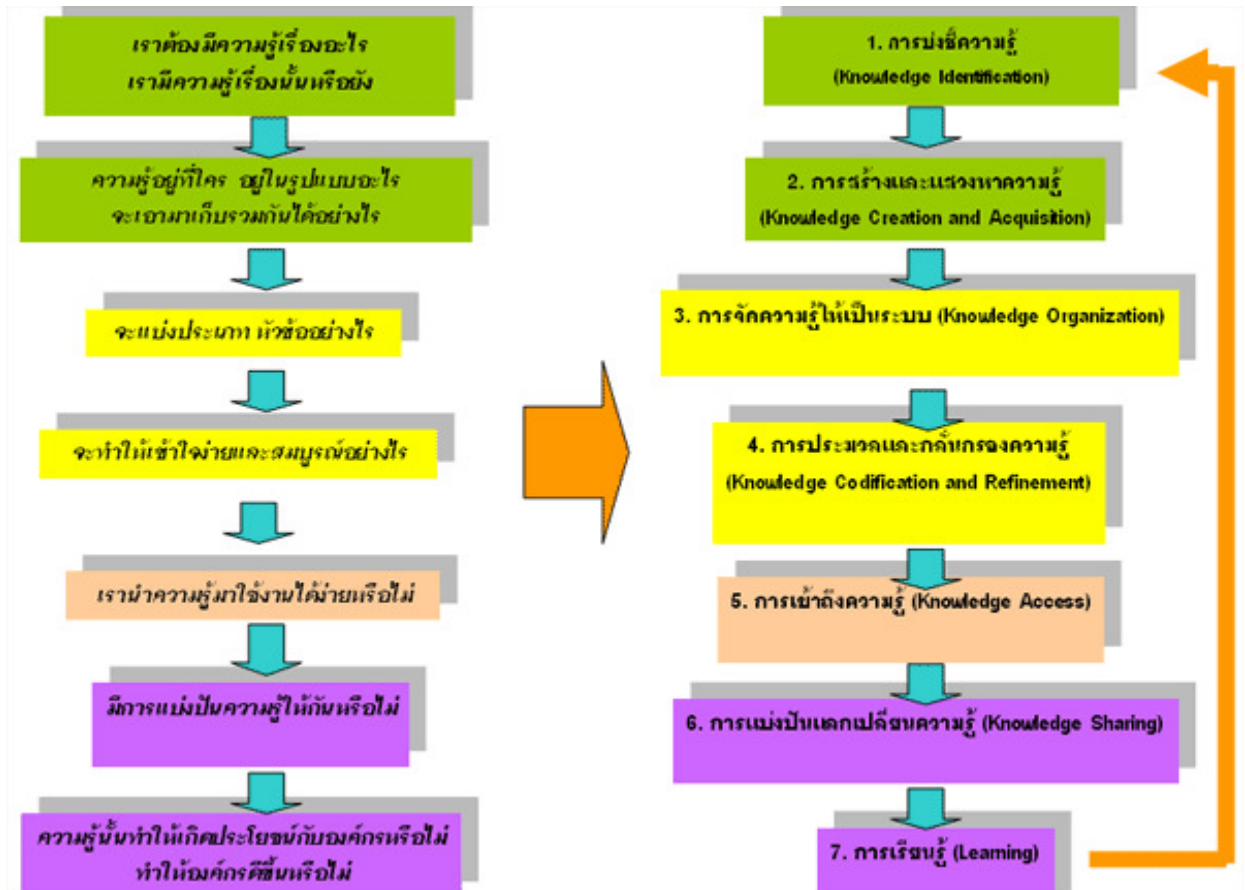 เราต้องมีความรู้เรื่องอะไร
เรามีความรู้เรื่องนั้นหรือยัง
ความรู้อยู่ที่ใคร อยู่ในรูปแบบอะไร
จะเอามาเก็บรวมกันได้อย่างไร
จะแบ่งประเภท หัวข้ออย่างไร
จะทำให้เข้าใจง่ายและสมบูรณ์อย่างไร
เรานำความรู้มาใช้งานได้ง่ายหรือไม่
มีการแบ่งปันความรู้ให้กันหรือไม่
ความรู้นั้นทำให้เกิดประโยชน์กับองค์กรหรือไม่
ทำให้องค์กรดีขึ้นหรือไม่
1. การบ่งชี้ความรู้
(Knowledge Identification)
2. การสร้างและแสวงหาความรู้
(Knowledge Creation and Acquisition)
3. การจัดความรู้ให้เป็นระบบ (Knowledge Organization)
4. การประมวลและกลั่นกรองความรู้
(Knowledge Codification and Refinement)
5. การเข้าถึงความรู้ (Knowledge Access)
6. การแบ่งปันแลกเปลี่ยนความรู้ (Knowledge Sharing)
7. การเรียนรู้ (Learning)